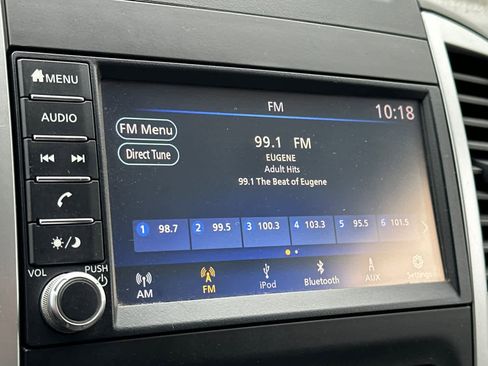 MENU
AUDIO
VOL
PUSH
FM
10:18
FM Menu
Direct Tune
99.1 FM
EUGENE
Adult Hits
99.1 The Beat of Eugene
1 98.7 2 99.5 3 100.3 4 103.3 5 95.5 6 101.5
AM FM iPod Bluetooth AUX Settings